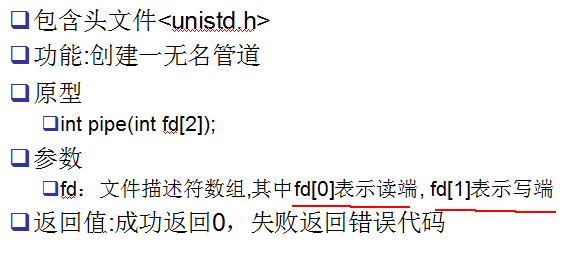 包含头文件<unistd.h>
功能:创建一无名管道
原型
int pipe(int fd[2]);
参数
fd：文件描述符数组,其中fd[0]表示读端, fd[1]表示写端
返回值:成功返回0，失败返回错误代码